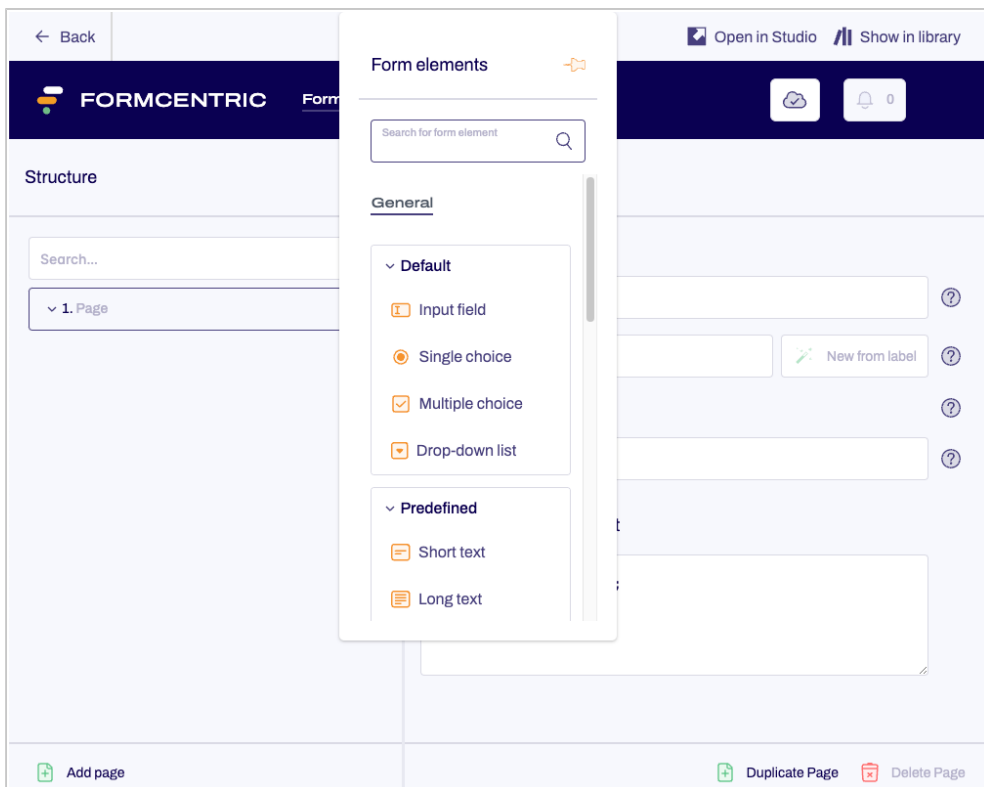 Back
Open in Studio
Show in library
FORMCENTRIC
Form
0
Structure
Search...
1. Page
Form elements
Search for form element
General
Default
Input field
Single choice
Multiple choice
Drop-down list
Predefined
Short text
Long text
New from label
Add page
Duplicate Page
Delete Page